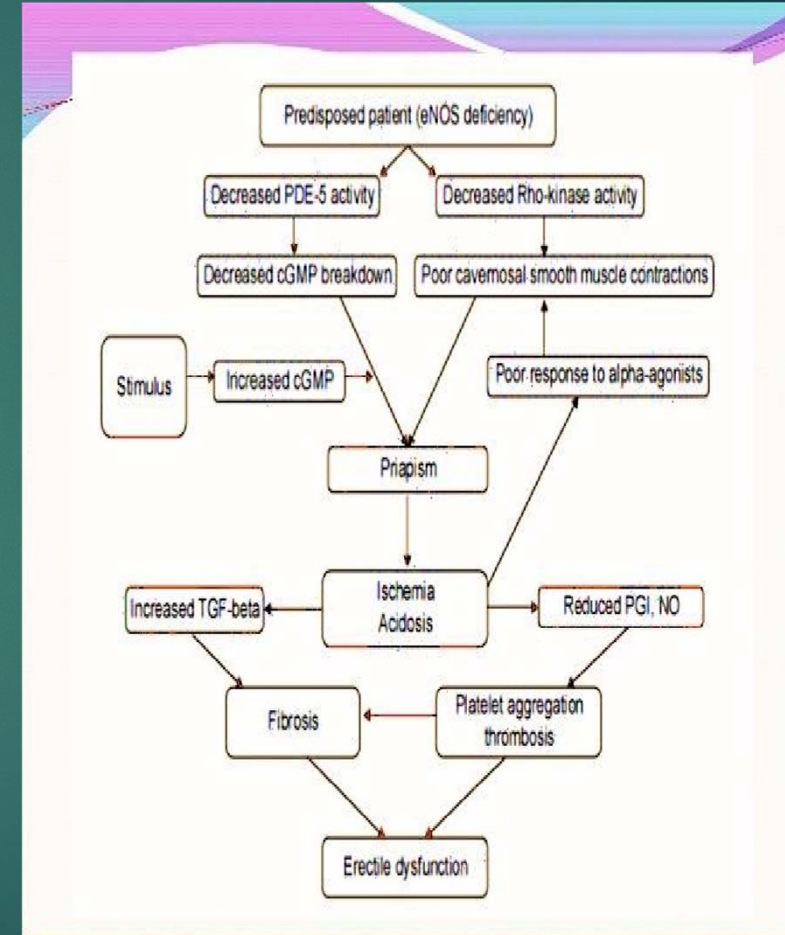 Predisposed patient (eNOS deficiency)
Decreased PDE-5 activity
Decreased Rho-kinase activity
Decreased cGMP breakdown
Poor cavernosal smooth muscle contractions
Stimulus
Increased cGMP
Poor response to alpha-agonists
Priapism
Ischemia
Acidosis
Increased TGF-beta
Reduced PGI, NO
Fibrosis
Platelet aggregation
thrombosis
Erectile dysfunction